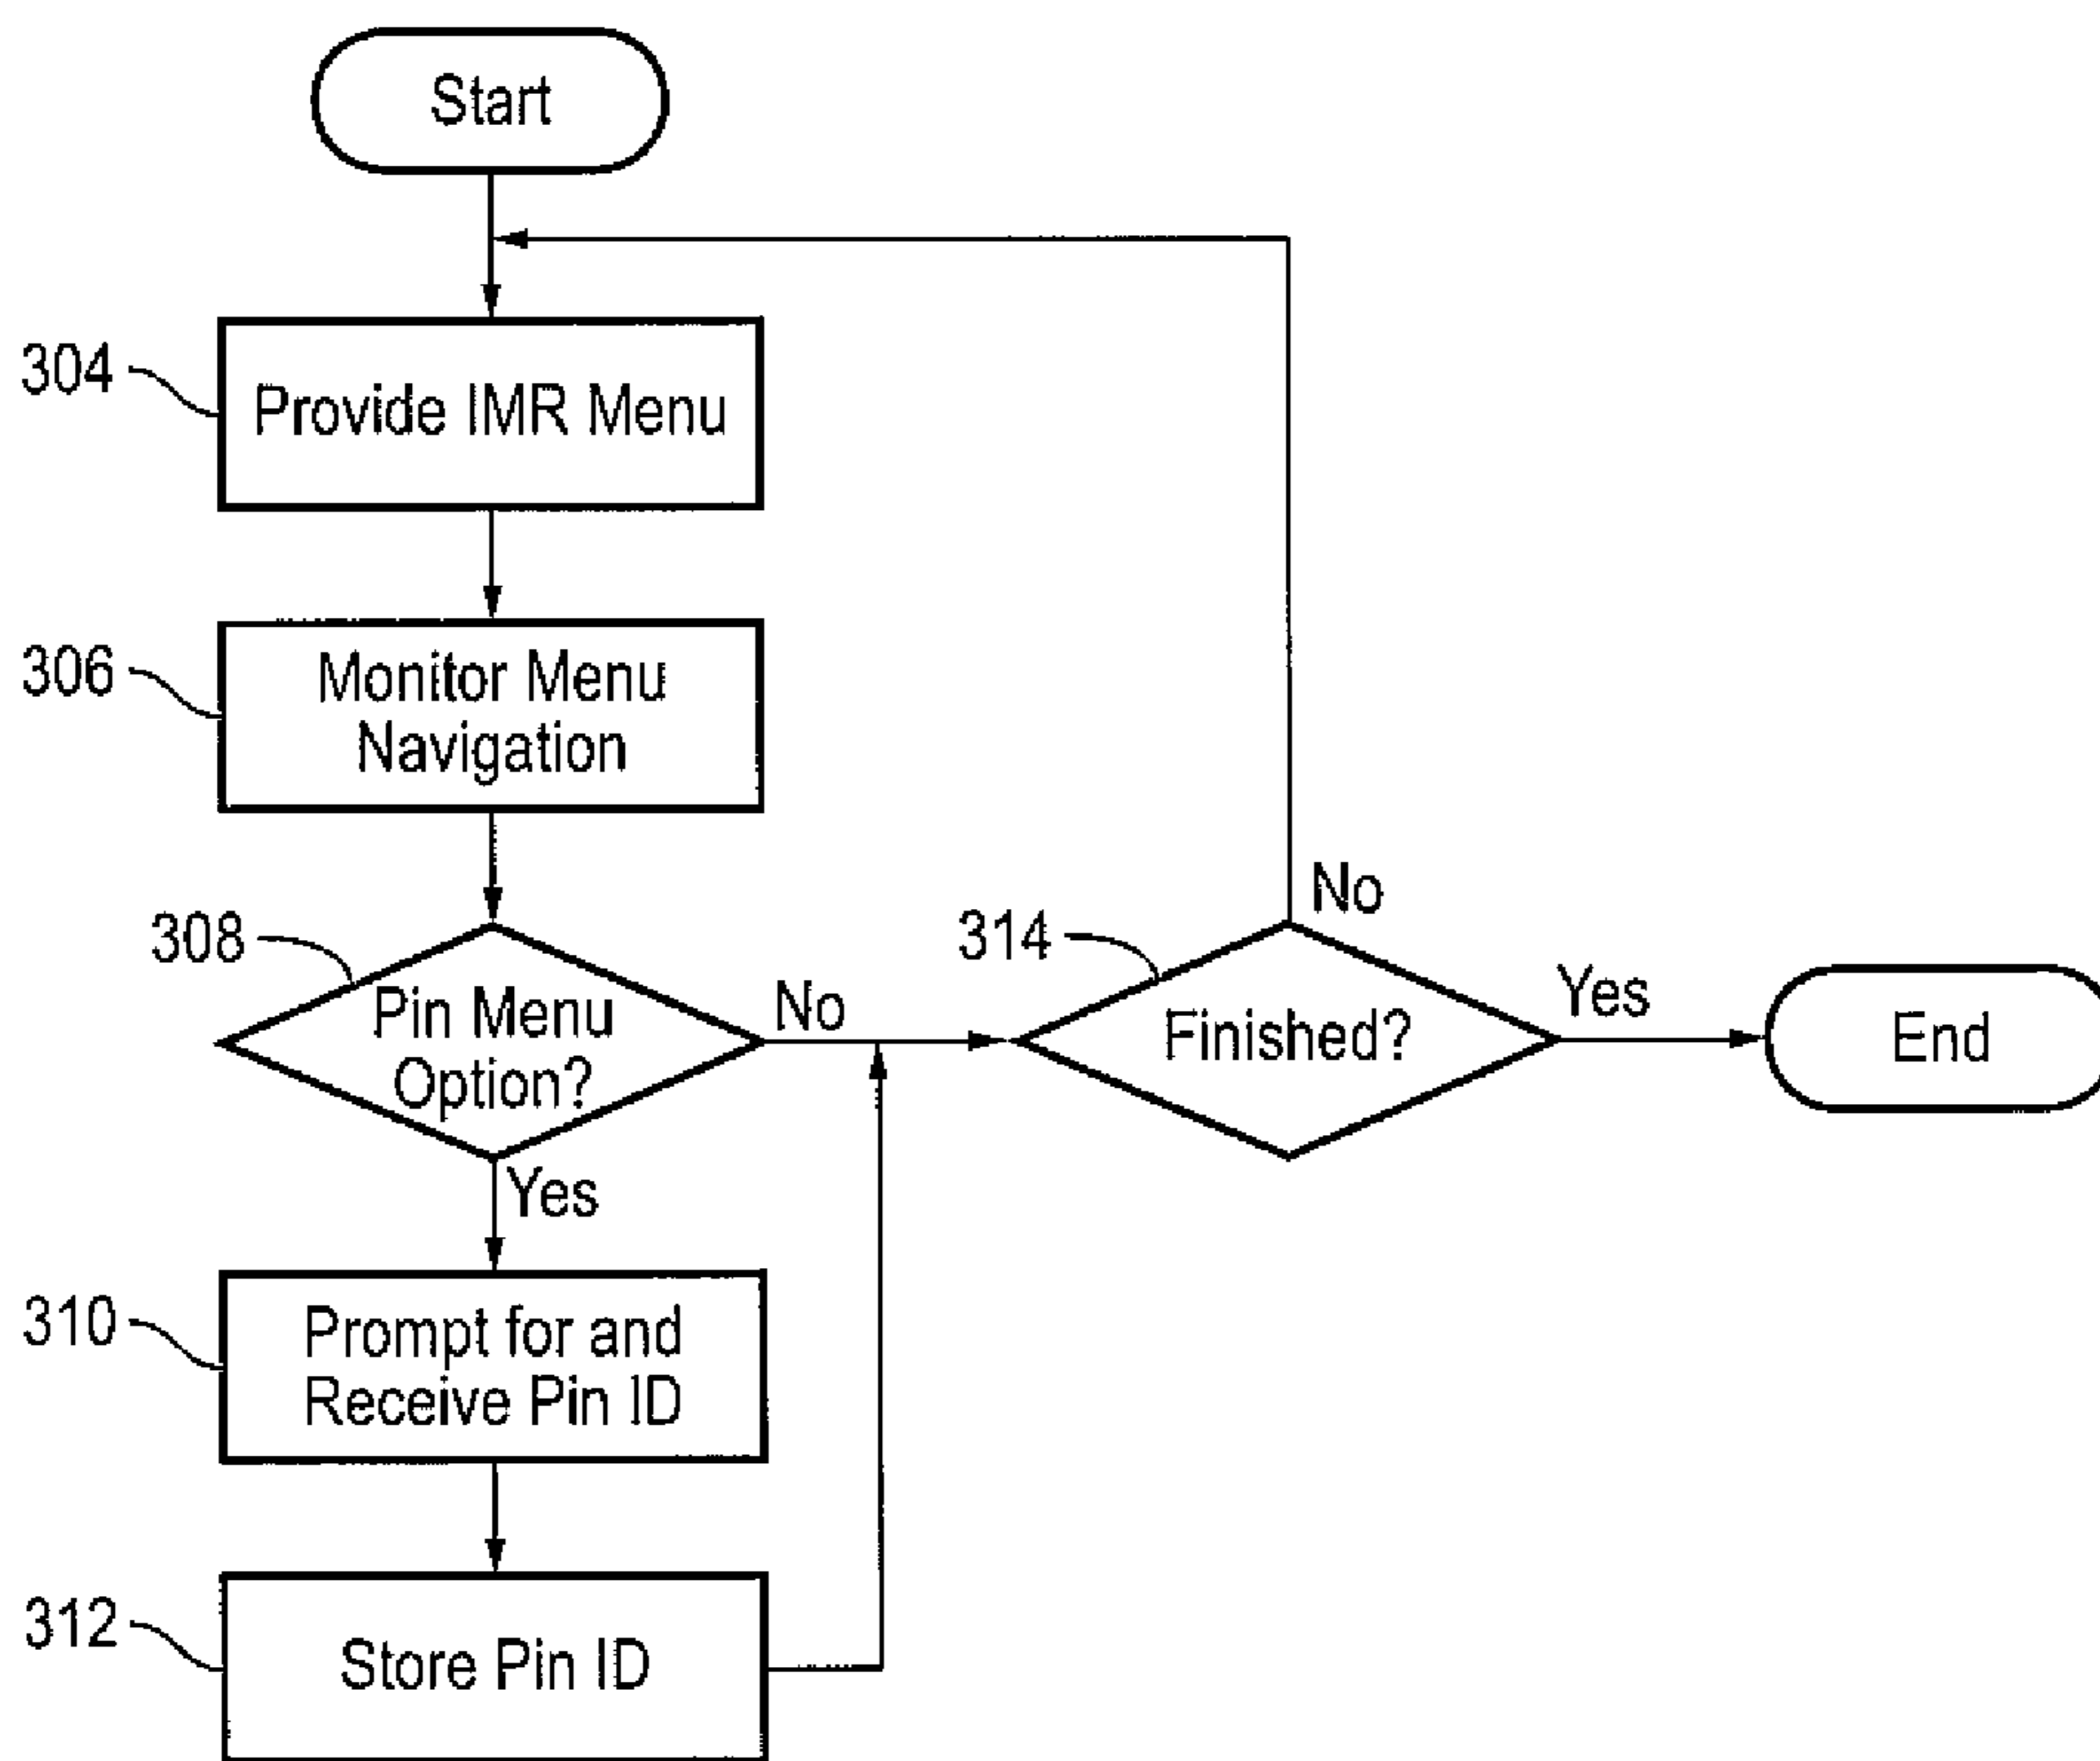 Start
304
Provide IMR Menu
306
Monitor Menu
Navigation
308
Pin Menu
Option?
No
314
Finished?
No
Yes
End
Yes
310
Prompt for and
Receive Pin ID
312
Store Pin ID